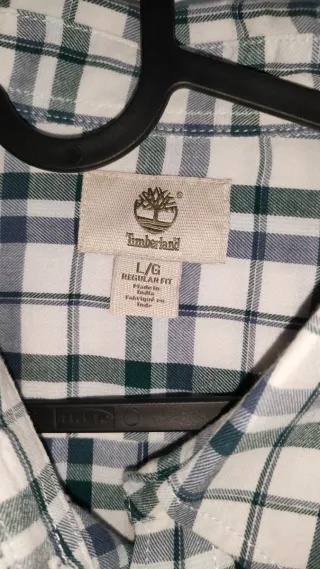 ®
Timberland
L/G
REGULAR FIT
Made in
India
Fabriqué en
Inde